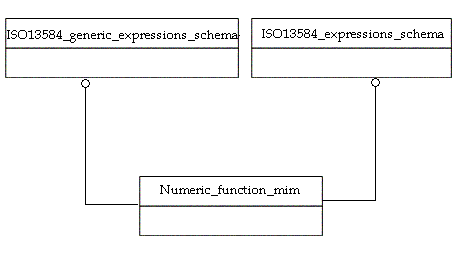 ISO13584_generic_expressions_schema
ISO13584_expressions_schema
Numeric_function_mim